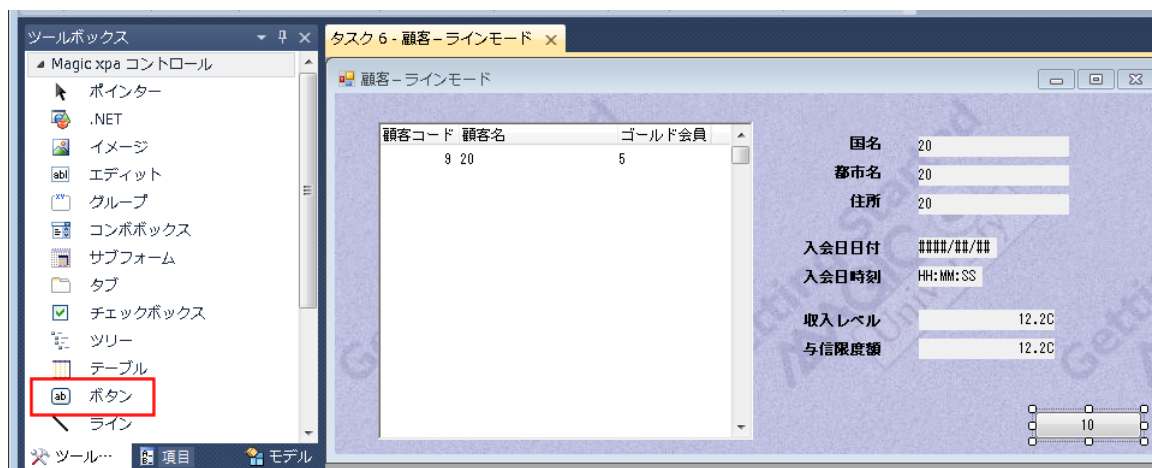 ツールボックス
Magic xpa コントロール
ポインター
.NET
イメージ
エディット
グループ
コンボボックス
サブフォーム
タブ
チェックボックス
ツリー
テーブル
ボタン
ライン
ツール…
項目
モデル
タスク 6 - 顧客 – ラインモード
顧客 – ラインモード
顧客コード 顧客名 ゴールド会員
9 20 5
国名 20
都市名 20
住所 20
入会日日付 ####/##/##
入会日時刻 HH:MM:SS
収入レベル 12.2C
与信限度額 12.2C
10